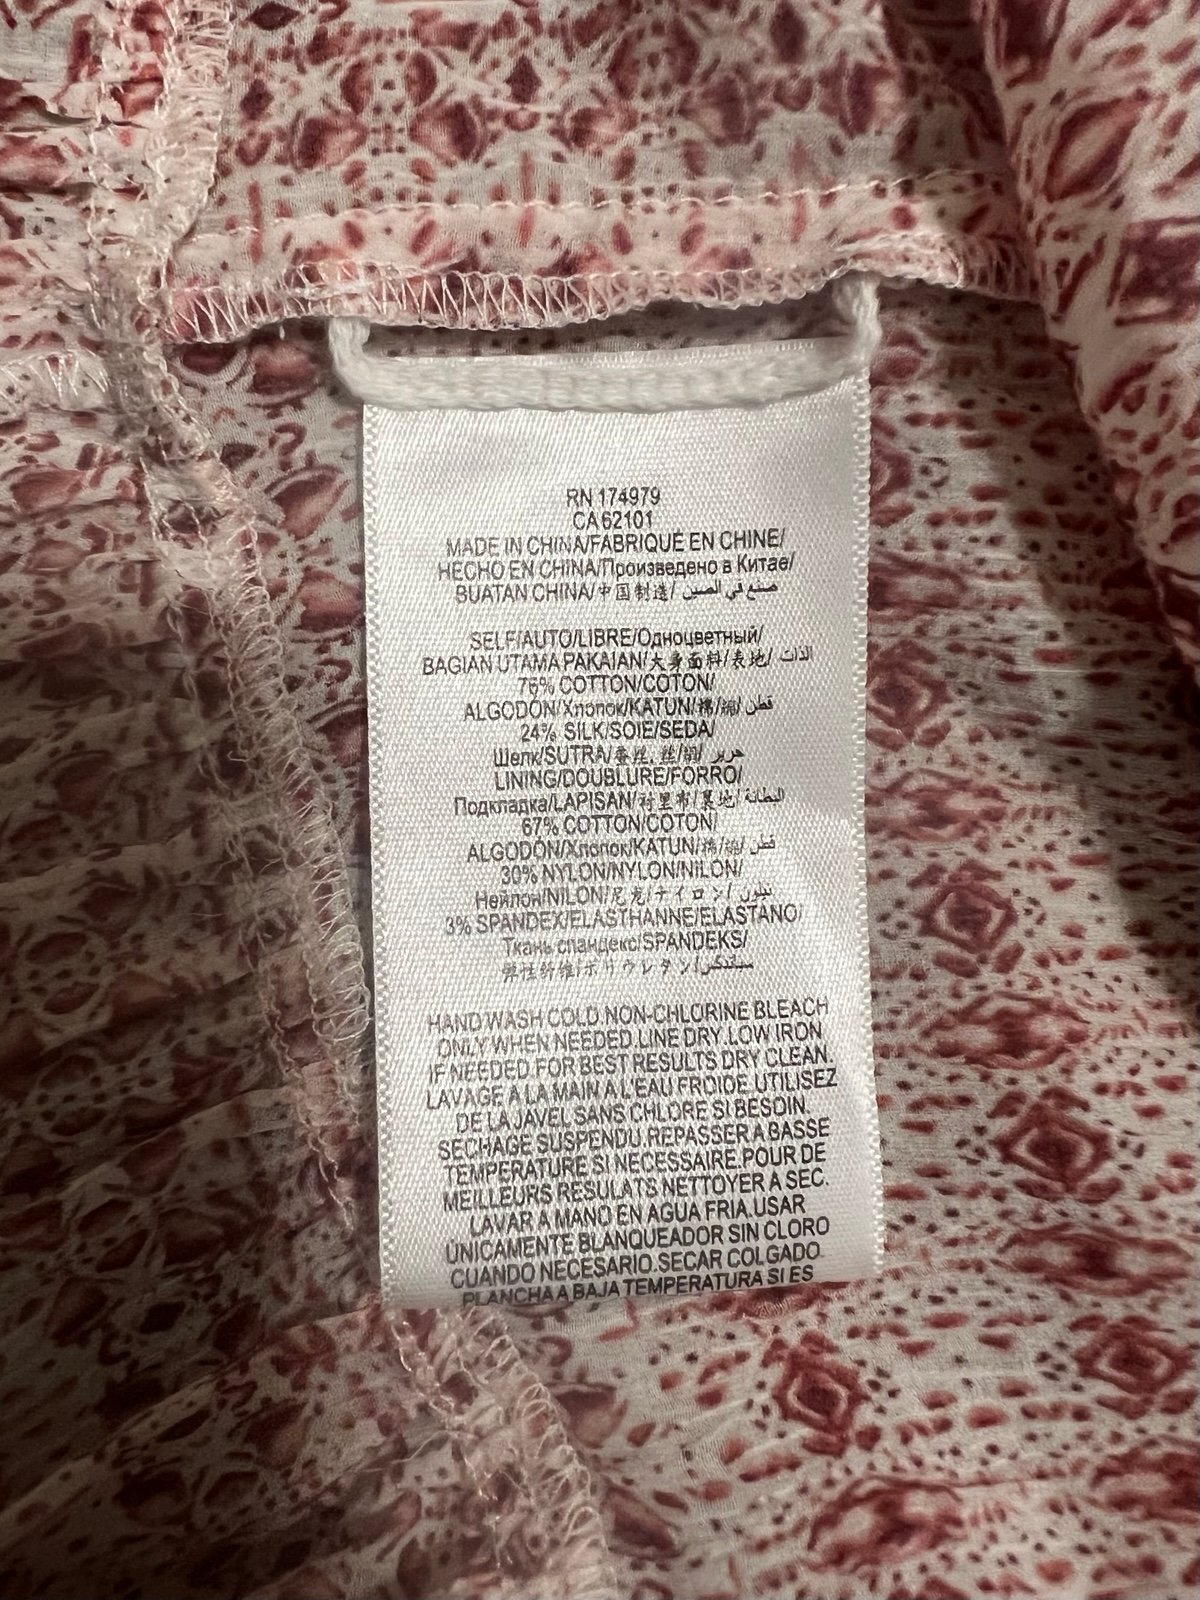 RN 174979
CA 62101
MADE IN CHINA/FABRIQUÉ EN CHINE/
HECHO EN CHINA/Произведено в Китае/
BUATAN CHINA/中国制造/ صنع في الصين
SELF/AUTO/LIBRE/Одноцветный/
BAGIAN UTAMA PAKAIAN/大身面料/表地/ الذات
76% COTTON/COTON/
ALGODÓN/Хлопок/KATUN/棉/綿/ قطن
24% SILK/SOIE/SEDA/
Шелк/SUTRA/蚕丝, 丝/絹/ حرير
LINING/DOUBLURE/FORRO/
Подкладка/LAPISAN/衬里布/裏地/ البطانة
67% COTTON/COTON/
ALGODÓN/Хлопок/KATUN/棉/綿/ قطن
30% NYLON/NYLON/NILON/
Нейлон/NILON/尼龙/ナイロン/ نيلون
3% SPANDEX/ELASTHANNE/ELASTANO/
Ткань спандекс/SPANDEKS/
弹性纤维/ポリウレタン/ سباندكس
HAND WASH COLD NON-CHLORINE BLEACH
ONLY WHEN NEEDED.LINE DRY.LOW IRON
IF NEEDED FOR BEST RESULTS DRY CLEAN.
LAVAGE A LA MAIN A L'EAU FROIDE.UTILISEZ
DE LA JAVEL SANS CHLORE SI BESOIN.
SECHAGE SUSPENDU.REPASSER A BASSE
TEMPERATURE SI NECESSAIRE.POUR DE
MEILLEURS RESULATS NETTOYER A SEC.
LAVAR A MANO EN AGUA FRIA.USAR
ÚNICAMENTE BLANQUEADOR SIN CLORO
CUANDO NECESARIO.SECAR COLGADO.
PLANCHA A BAJA TEMPERATURA SI ES